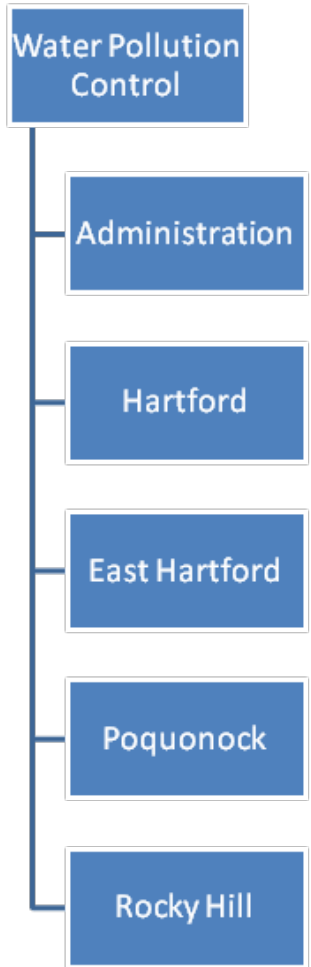 Water Pollution
Control
Administration
Hartford
East Hartford
Poquonock
Rocky Hill